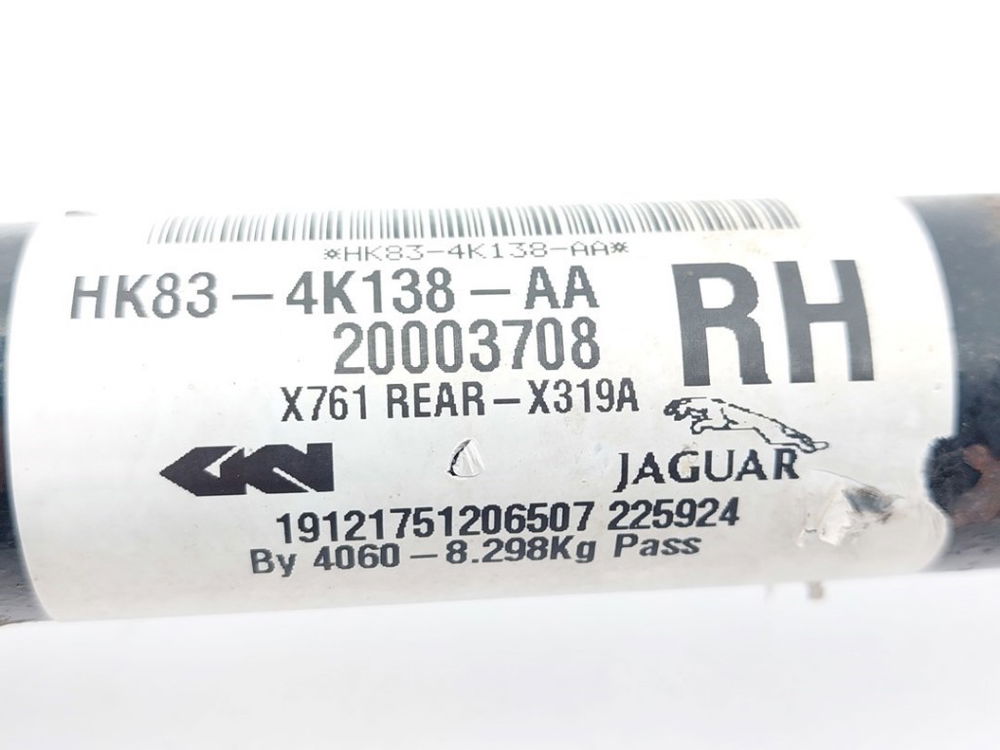 *HK83-4K138-AA*
HK83-4K138-AA
RH
20003708
X761 REAR-X319A
GKN
JAGUAR
19121751206507 225924
By 4060-8.298Kg Pass